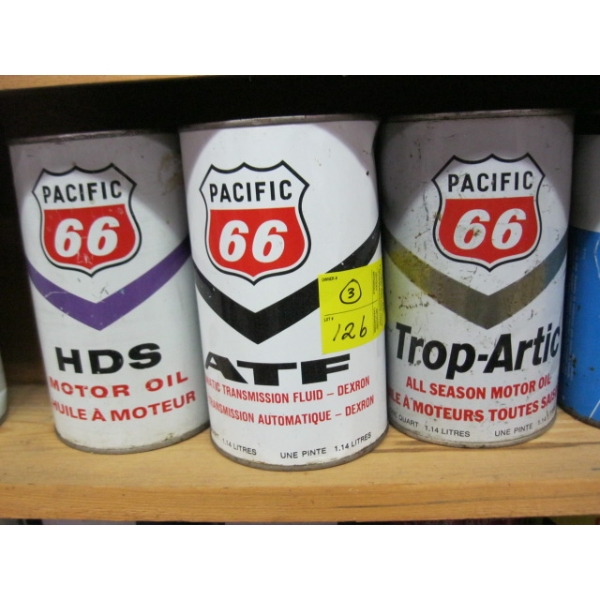 PACIFIC
66
HDS
MOTOR OIL
HUILE À MOTEUR
PACIFIC
66
3
126
ATF
TRANSMISSION FLUID – DEXRON
AUTOMATIQUE – DEXRON
1.14 LITRES
UNE PINTE 1.14 LITRES
PACIFIC
66
Trop-Artic
ALL SEASON MOTOR OIL
À MOTEURS TOUTES
QUART 1.14 LITRES
UNE PINTE 1.14 LITRES